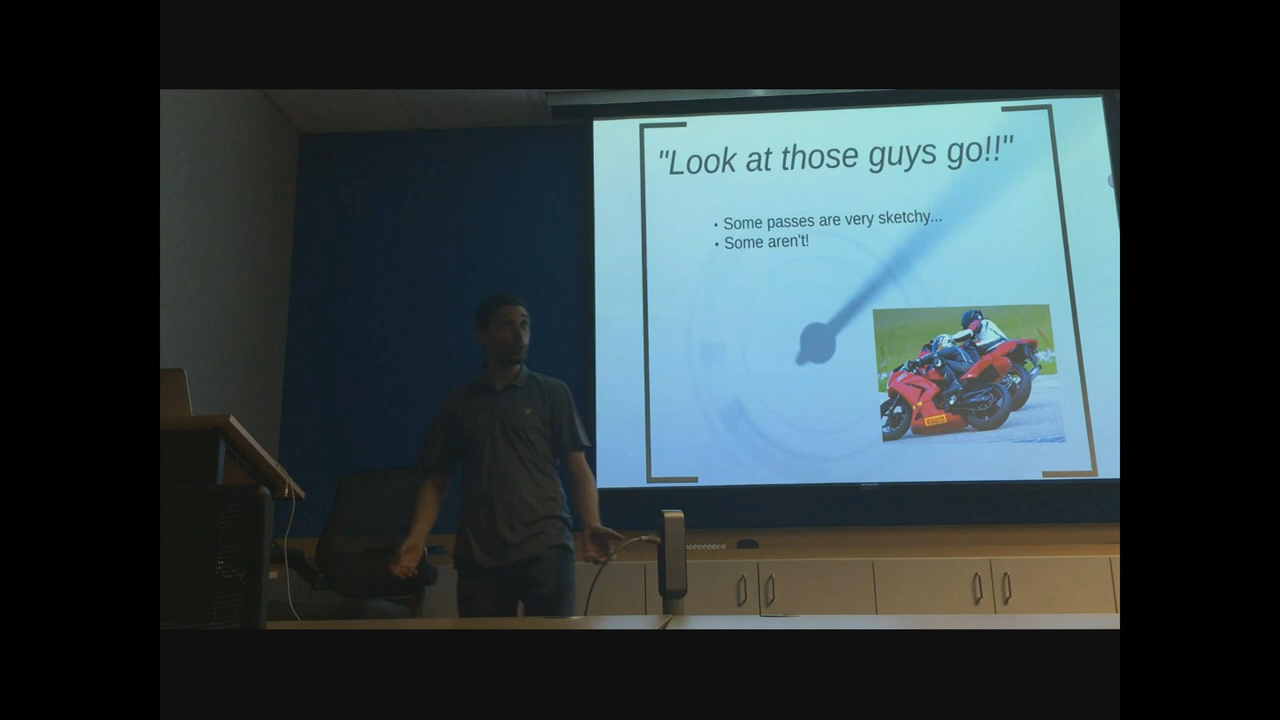 "Look at those guys go!!"
• Some passes are very sketchy...
• Some aren't!